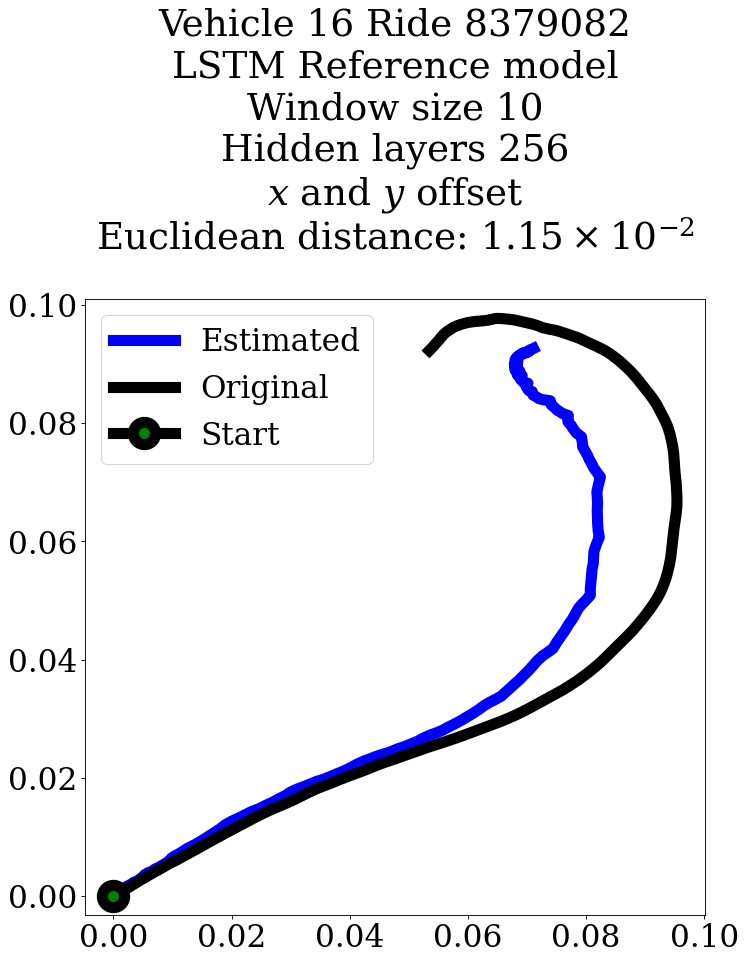 Vehicle 16 Ride 8379082
LSTM Reference model
Window size 10
Hidden layers 256
x and y offset
Euclidean distance: 1.15 × 10⁻²
0.10
0.08
0.06
0.04
0.02
0.00
Estimated
Original
Start
0.00 0.02 0.04 0.06 0.08 0.10